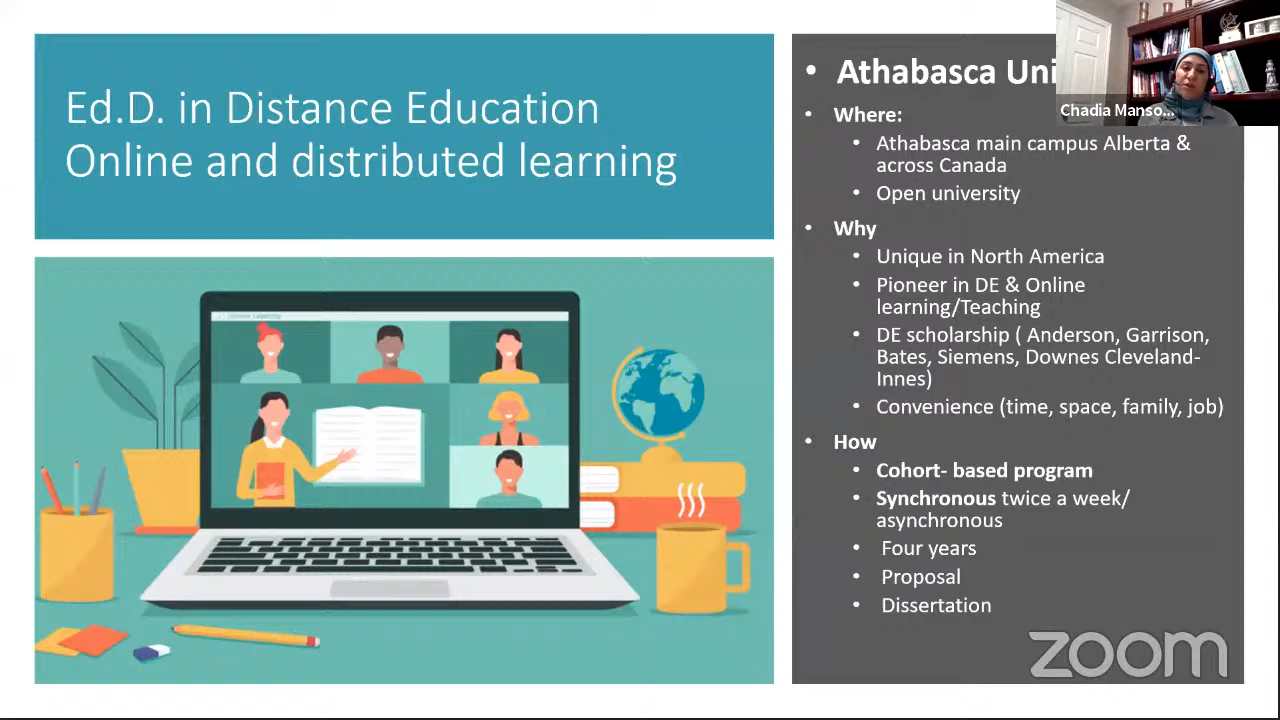 Ed.D. in Distance Education
Online and distributed learning
• Athabasca Uni
• Where:
• Athabasca main campus Alberta &
across Canada
• Open university
• Why
• Unique in North America
• Pioneer in DE & Online
learning/Teaching
• DE scholarship ( Anderson, Garrison,
Bates, Siemens, Downes Cleveland-
Innes)
• Convenience (time, space, family, job)
• How
• Cohort- based program
• Synchronous twice a week/
asynchronous
• Four years
• Proposal
• Dissertation
Chadia Manso...
Online Learning
zoom